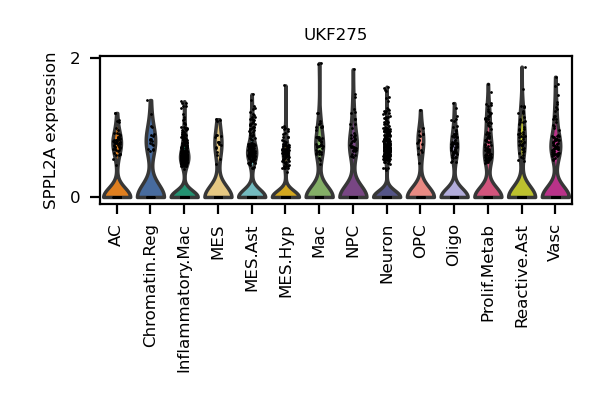 UKF275
SPPL2A expression
2
0
AC
Chromatin.Reg
Inflammatory.Mac
MES
MES.Ast
MES.Hyp
Mac
NPC
Neuron
OPC
Oligo
Prolif.Metab
Reactive.Ast
Vasc